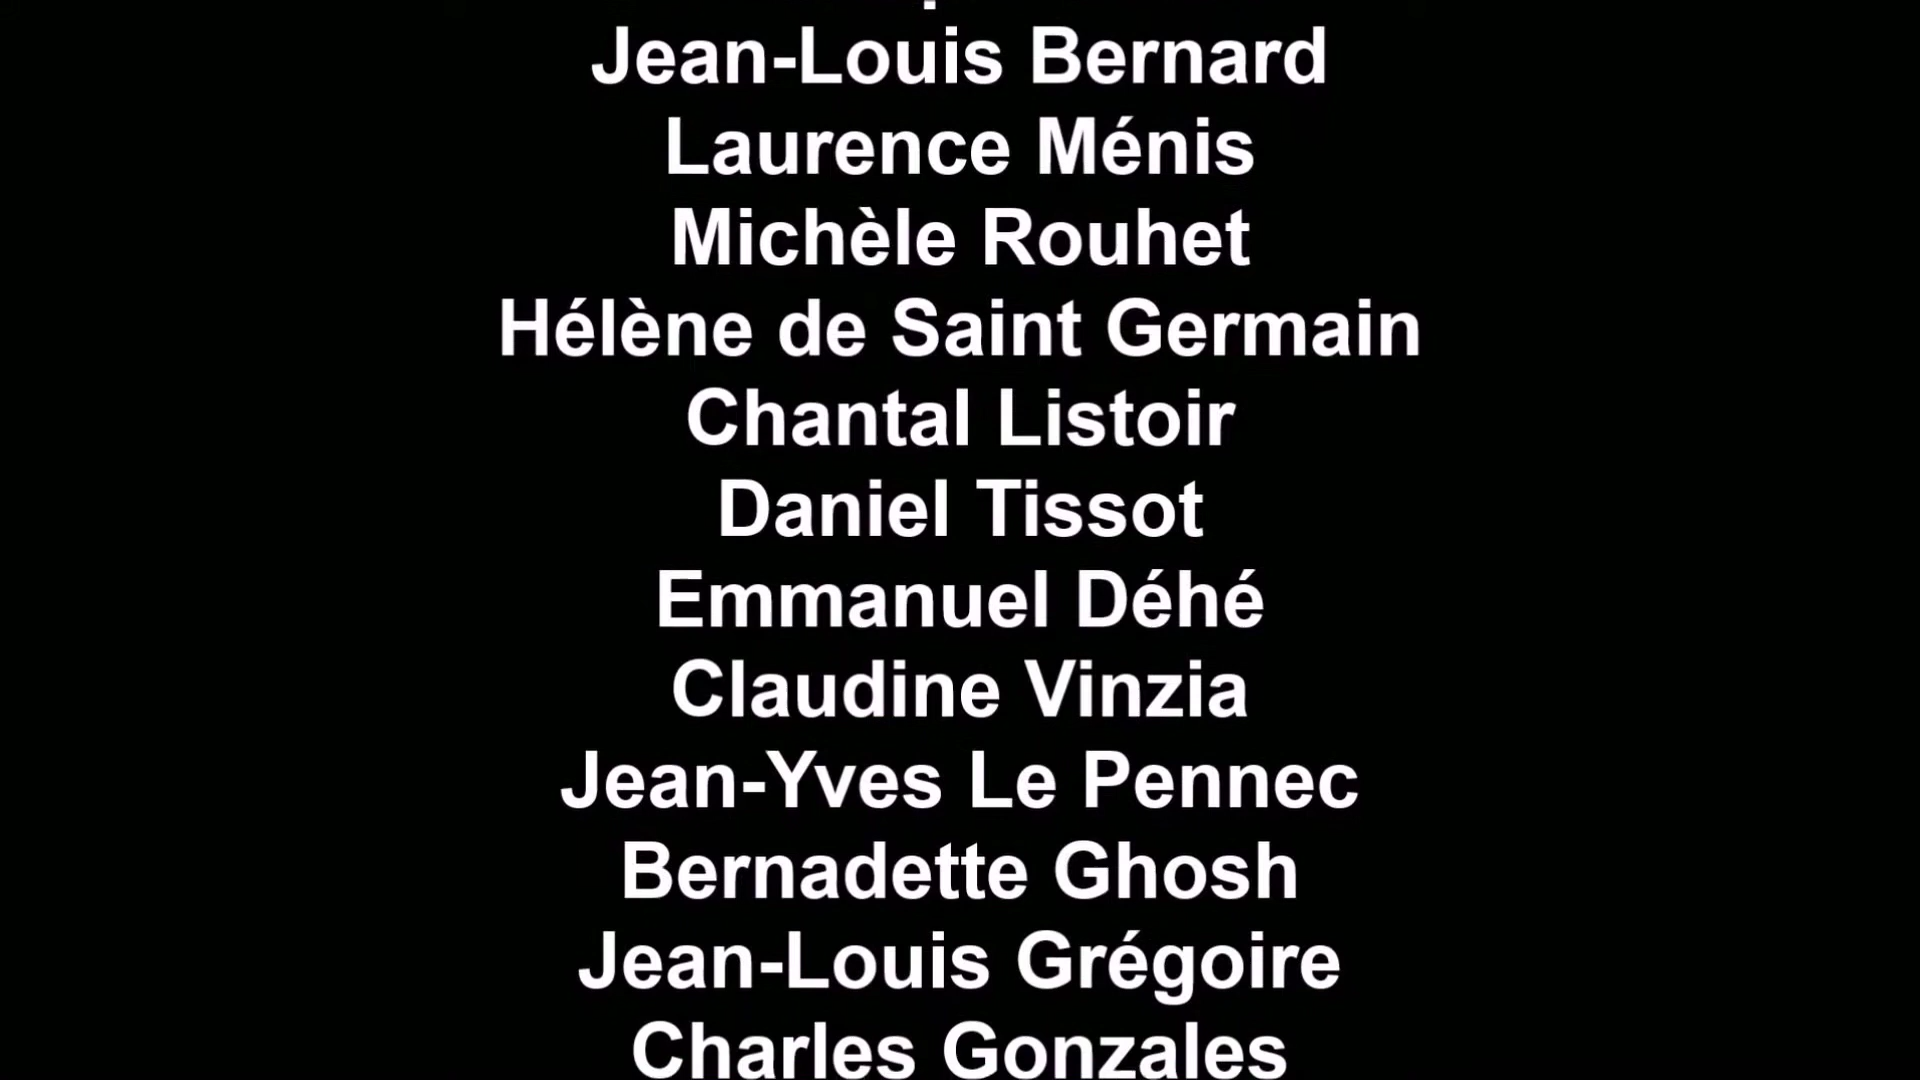 Jean-Louis Bernard
Laurence Ménis
Michèle Rouhet
Hélène de Saint Germain
Chantal Listoir
Daniel Tissot
Emmanuel Déhé
Claudine Vinzia
Jean-Yves Le Pennec
Bernadette Ghosh
Jean-Louis Grégoire
Charles Gonzales